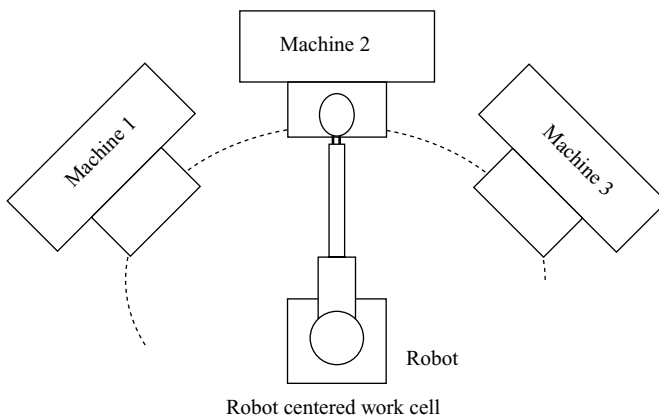 Machine 2
Machine 1
Machine 3
Robot
Robot centered work cell